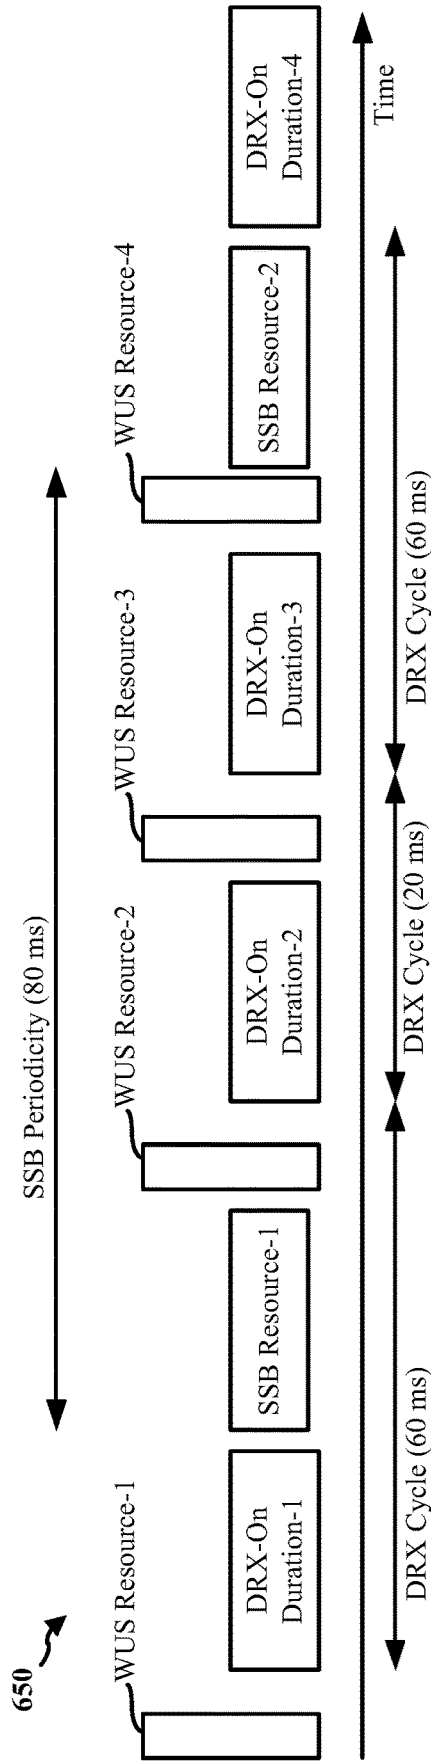 650
SSB Periodicity (80 ms)
WUS Resource-1
WUS Resource-2
WUS Resource-3
WUS Resource-4
DRX-On
Duration-1
SSB Resource-1
DRX-On
Duration-2
DRX-On
Duration-3
SSB Resource-2
DRX-On
Duration-4
Time
DRX Cycle (60 ms)
DRX Cycle (20 ms)
DRX Cycle (60 ms)